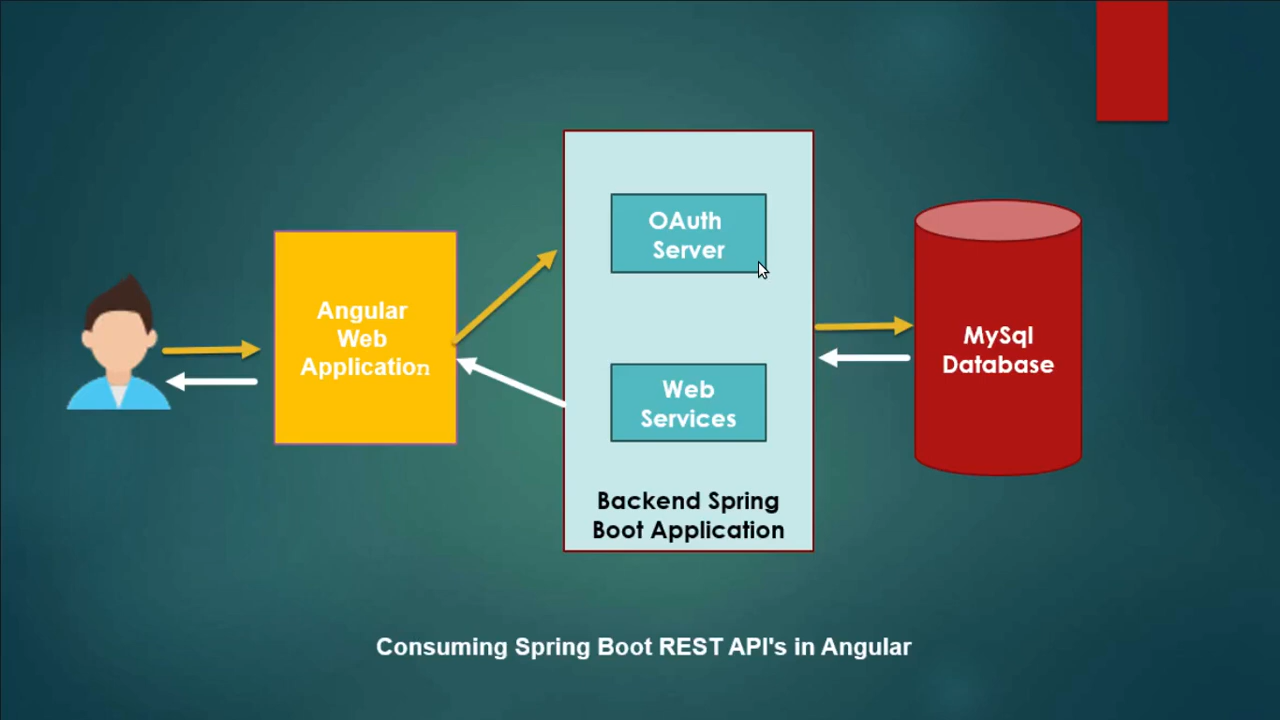 OAuth
Server
Angular
Web
Application
MySql
Database
Web
Services
Backend Spring
Boot Application
Consuming Spring Boot REST API's in Angular